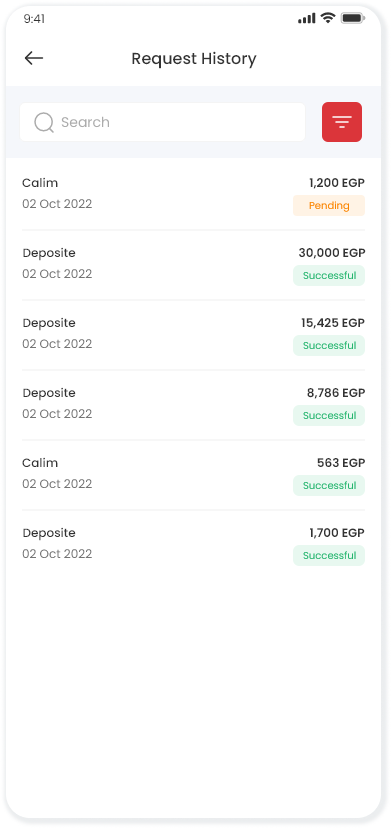 9:41
Request History
Search
Calim 1,200 EGP
02 Oct 2022 Pending
Deposite 30,000 EGP
02 Oct 2022 Successful
Deposite 15,425 EGP
02 Oct 2022 Successful
Deposite 8,786 EGP
02 Oct 2022 Successful
Calim 563 EGP
02 Oct 2022 Successful
Deposite 1,700 EGP
02 Oct 2022 Successful